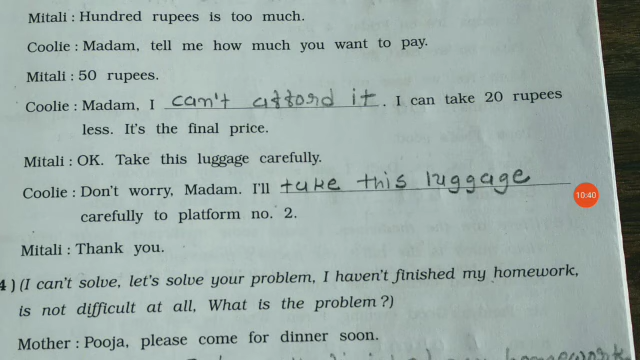 Mitali : Hundred rupees is too much.
Coolie : Madam, tell me how much you want to pay.
Mitali : 50 rupees.
Coolie : Madam, I can't afford it. I can take 20 rupees
less. It's the final price.
Mitali : OK. Take this luggage carefully.
Coolie : Don't worry, Madam. I'll take this luggage
carefully to platform no. 2.
10:40
Mitali : Thank you.
4) (I can't solve, let's solve your problem, I haven't finished my homework,
is not difficult at all, What is the problem?)
Mother : Pooja, please come for dinner soon.